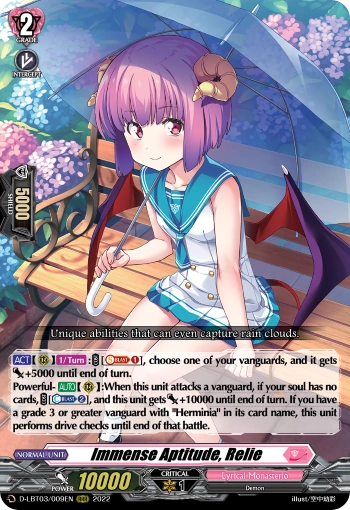 2
GRADE
INTERCEPT
5000
SHIELD
Unique abilities that can even capture rain clouds.
ACT 1/Turn : [BLAST 1], choose one of your vanguards, and it gets
+5000 until end of turn.
Powerful- AUTO : When this unit attacks a vanguard, if your soul has no
cards, [BLAST 2], and this unit gets +10000 until end of turn. If you have
a grade 3 or greater vanguard with "Herminia" in its card name, this unit
performs drive checks until end of that battle.
NORMAL UNIT
Immense Aptitude, Relie
Lyrical Monasterio
POWER 10000 CRITICAL 1
Demon
D-LBT03/009EN RRR 2022 illust/空中幼彩